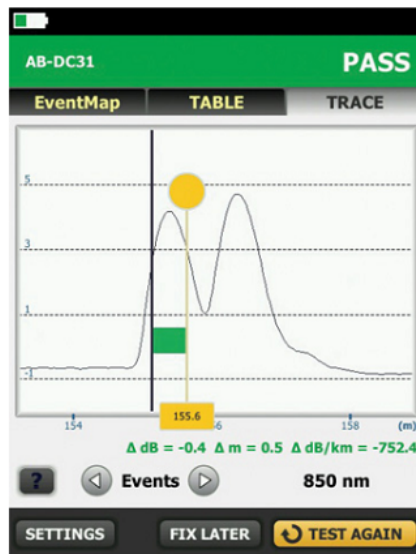 AB-DC31 PASS
EventMap TABLE TRACE
5
3
1
-1
155.6
154 56 158 (m)
Δ dB = -0.4 Δ m = 0.5 Δ dB/km = -752.4
? Events 850 nm
SETTINGS FIX LATER TEST AGAIN